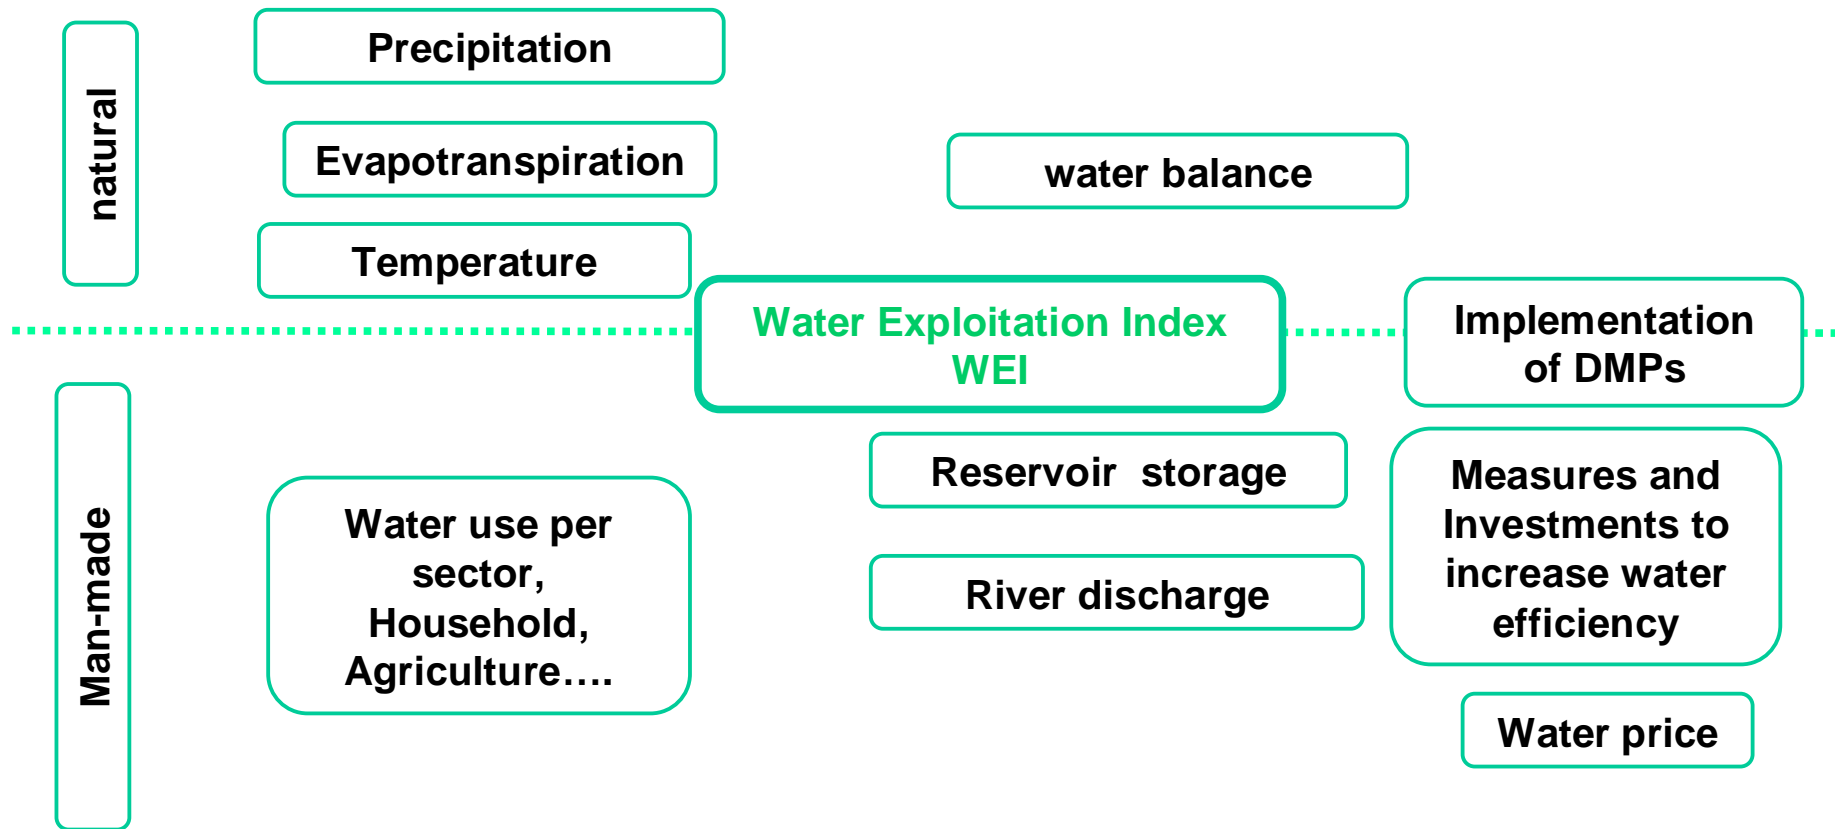 natural
Precipitation
Evapotranspiration
Temperature
water balance
Water Exploitation Index
WEI
Implementation
of DMPs
Man-made
Water use per
sector,
Household,
Agriculture….
Reservoir  storage
River discharge
Measures and
Investments to
increase water
efficiency
Water price